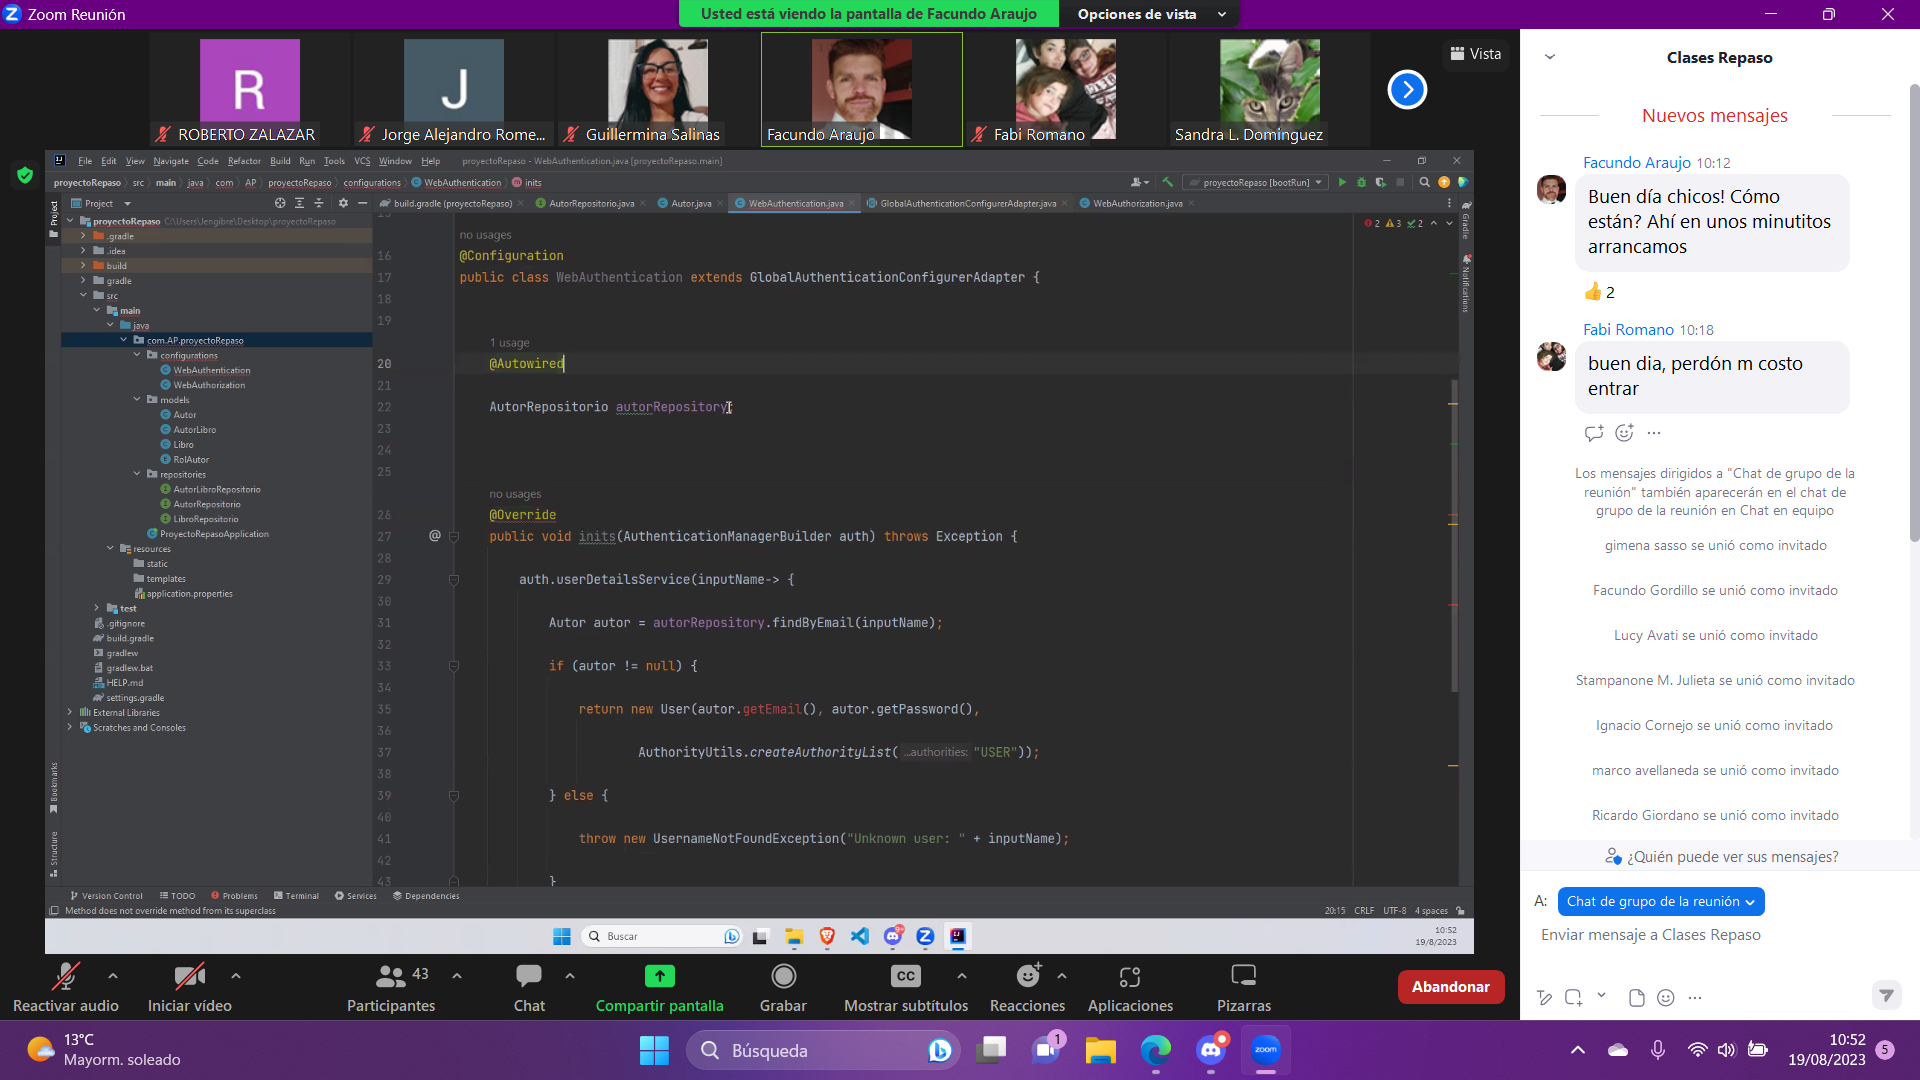 Zoom Reunión
Usted está viendo la pantalla de Facundo Araujo
Opciones de vista
R
ROBERTO ZALAZAR
J
Jorge Alejandro Rome...
Guillermina Salinas
Facundo Araujo
Fabi Romano
Sandra L. Domínguez
Vista
File Edit View Navigate Code Refactor Build Run Tools VCS Window Help
proyectoRepaso - WebAuthentication.java [proyectoRepaso.main]
proyectoRepaso src main java com AP proyectoRepaso configurations WebAuthentication inits
proyectoRepaso [bootRun]
Project
build.gradle (proyectoRepaso)
AutorRepositorio.java
Autor.java
WebAuthentication.java
GlobalAuthenticationConfigurerAdapter.java
WebAuthorization.java
Project
Bookmarks
Structure
Gradle
Notifications
proyectoRepaso C:\Users\Jengibre\Desktop\proyectoRepaso
.gradle
.idea
build
gradle
src
main
java
com.AP.proyectoRepaso
configurations
WebAuthentication
WebAuthorization
models
Autor
AutorLibro
Libro
RolAutor
repositories
AutorLibroRepositorio
AutorRepositorio
LibroRepositorio
ProyectoRepasoApplication
resources
static
templates
application.properties
test
.gitignore
build.gradle
gradlew
gradlew.bat
HELP.md
settings.gradle
External Libraries
Scratches and Consoles
2 3 2
15
no usages
16 @Configuration
17 public class WebAuthentication extends GlobalAuthenticationConfigurerAdapter {
18
19
1 usage
20 @Autowired
21
22 AutorRepositorio autorRepository;
23
24
25
no usages
26 @Override
27 @ public void inits(AuthenticationManagerBuilder auth) throws Exception {
28
29 auth.userDetailsService(inputName-> {
30
31 Autor autor = autorRepository.findByEmail(inputName);
32
33 if (autor != null) {
34
35 return new User(autor.getEmail(), autor.getPassword(),
36
37 AuthorityUtils.createAuthorityList( ...authorities: "USER"));
38
39 } else {
40
41 throw new UsernameNotFoundException("Unknown user: " + inputName);
42
43 }
Version Control TODO Problems Terminal Services Dependencies
Method does not override method from its superclass
20:15 CRLF UTF-8 4 spaces
Buscar
9+
10:52
19/8/2023
Clases Repaso
Nuevos mensajes
Facundo Araujo 10:12
Buen día chicos! Cómo
están? Ahí en unos minutitos
arrancamos
👍 2
Fabi Romano 10:18
buen dia, perdón m costo
entrar
Los mensajes dirigidos a "Chat de grupo de la
reunión" también aparecerán en el chat de
grupo de la reunión en Chat en equipo
gimena sasso se unió como invitado
Facundo Gordillo se unió como invitado
Lucy Avati se unió como invitado
Stampanone M. Julieta se unió como invitado
Ignacio Cornejo se unió como invitado
marco avellaneda se unió como invitado
Ricardo Giordano se unió como invitado
¿Quién puede ver sus mensajes?
A: Chat de grupo de la reunión
Enviar mensaje a Clases Repaso
Reactivar audio
Iniciar vídeo
Participantes
43
Chat
Compartir pantalla
Grabar
CC
Mostrar subtítulos
Reacciones
Aplicaciones
Pizarras
Abandonar
13°C
Mayorm. soleado
Búsqueda
1
zoom
10:52
19/08/2023
5